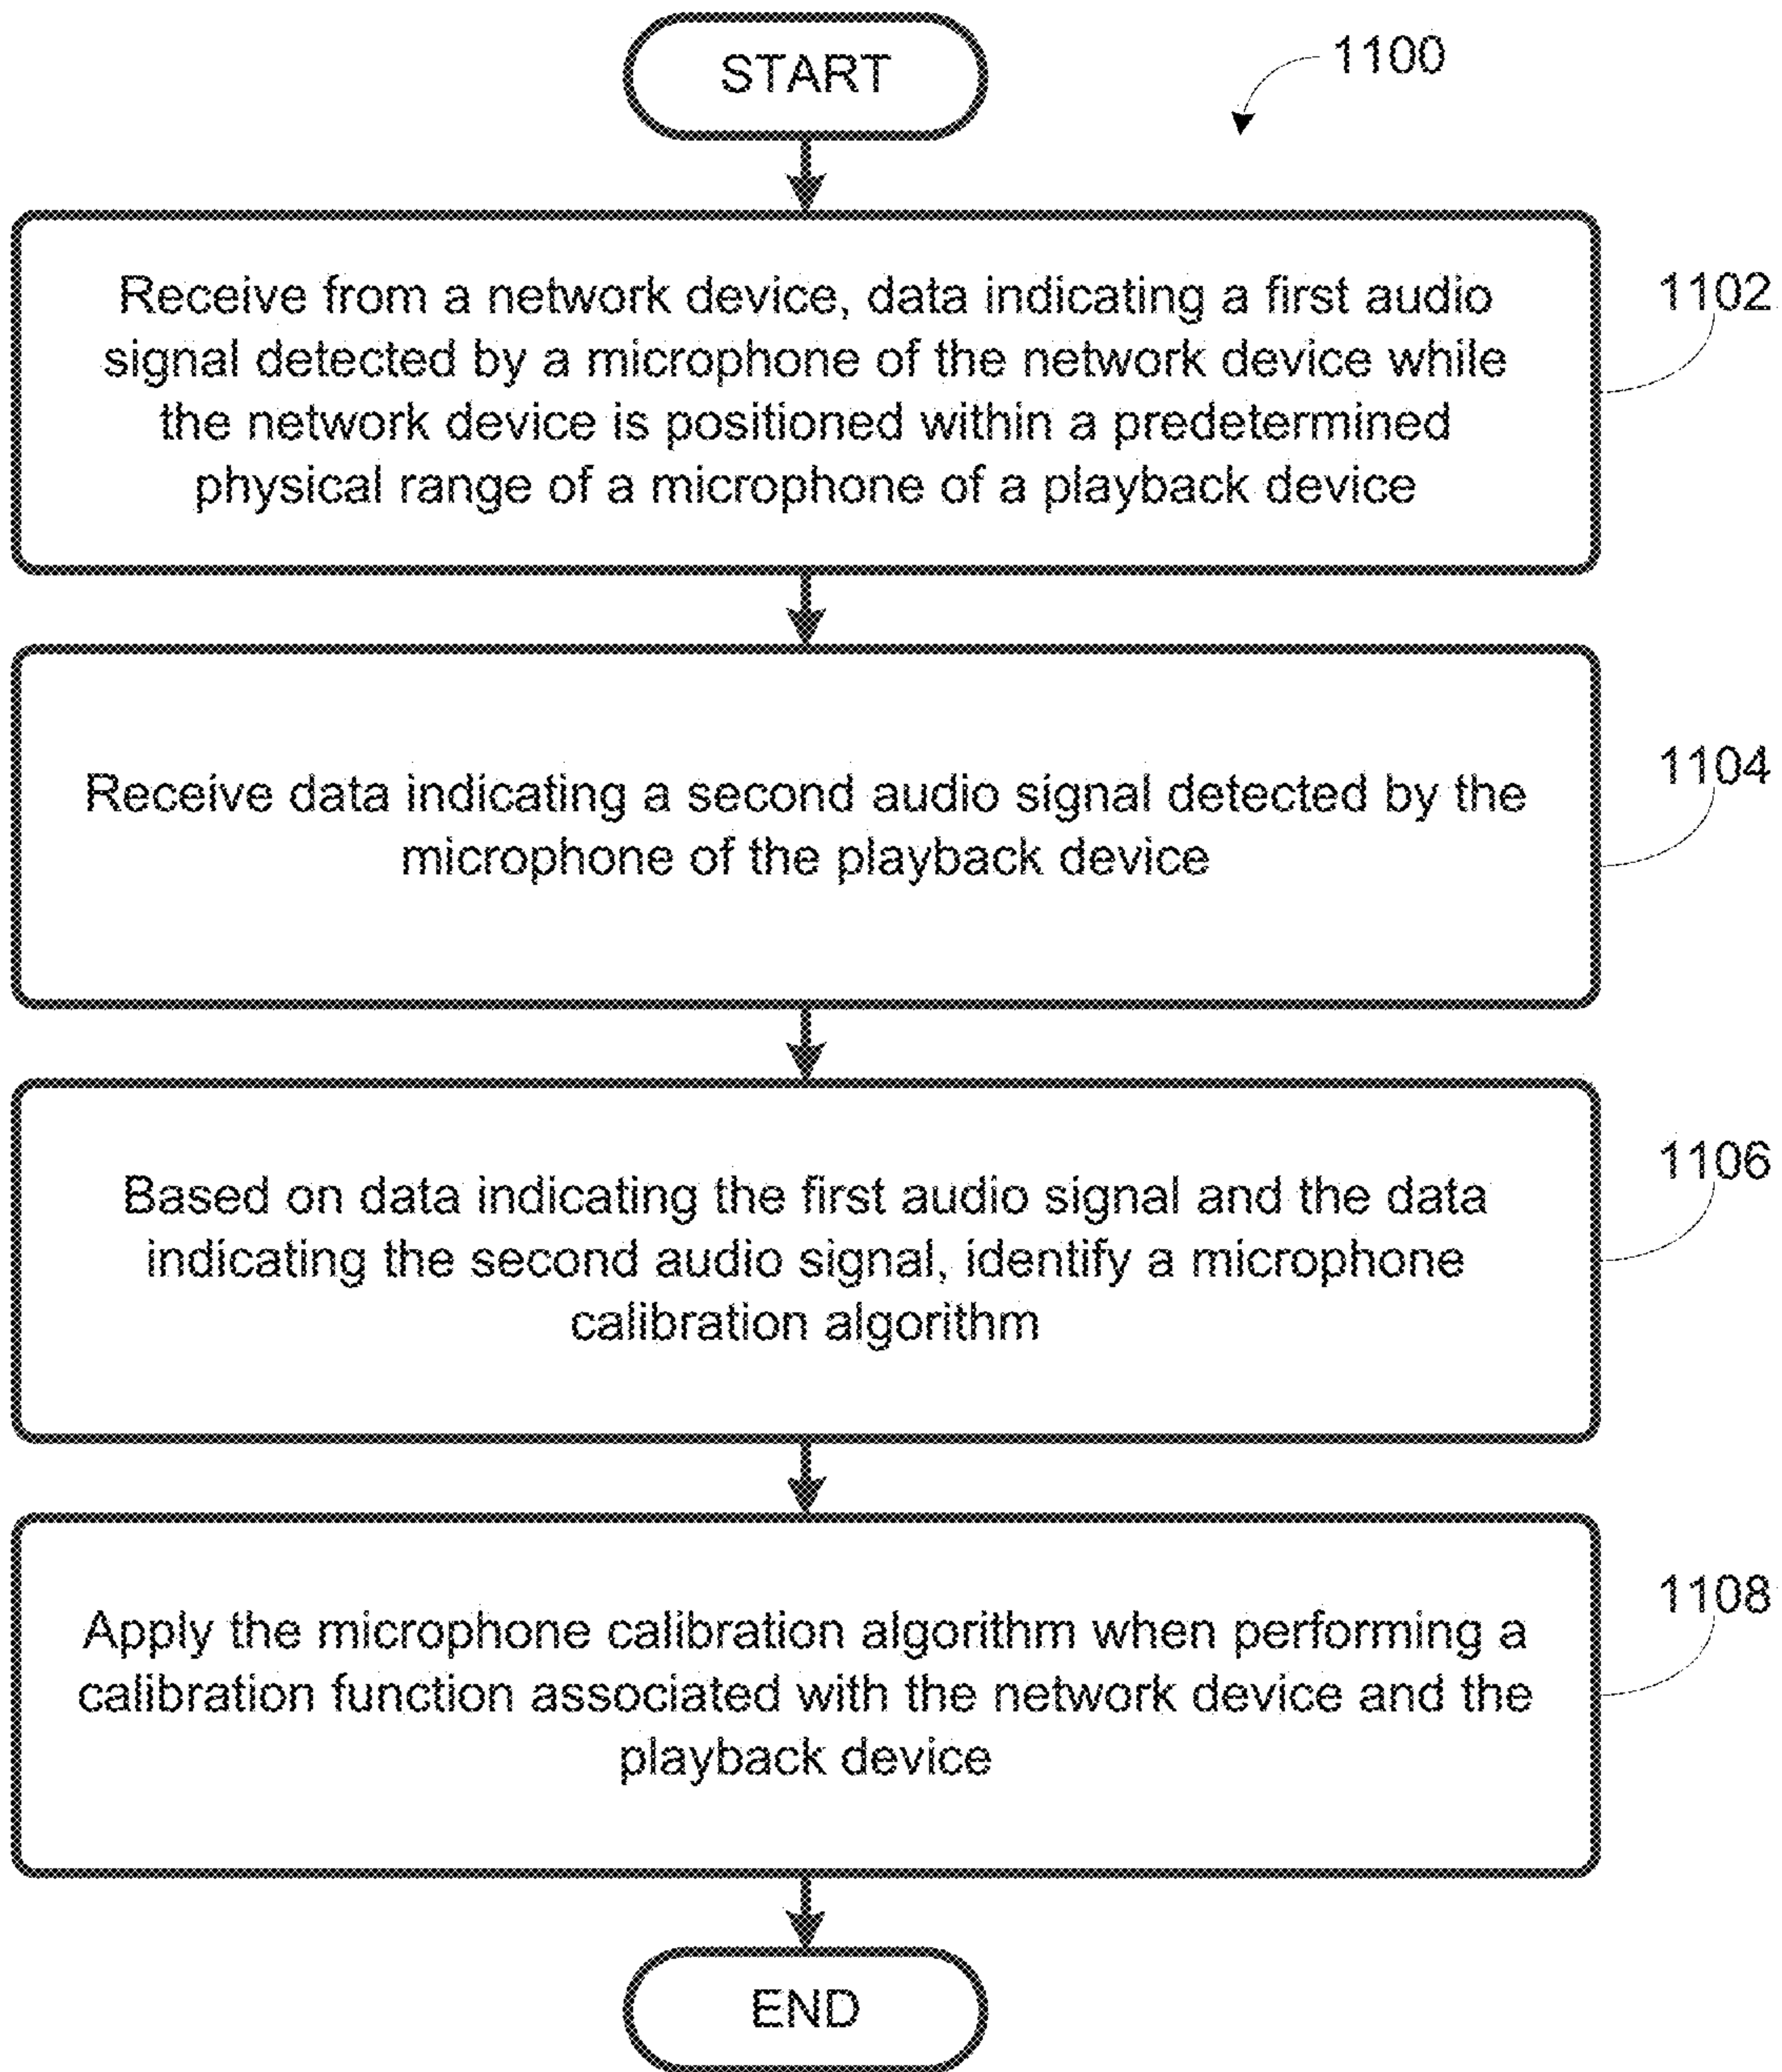 START
1100
Receive from a network device, data indicating a first audio
signal detected by a microphone of the network device while
the network device is positioned within a predetermined
physical range of a microphone of a playback device
1102
Receive data indicating a second audio signal detected by the
microphone of the playback device
1104
Based on data indicating the first audio signal and the data
indicating the second audio signal, identify a microphone
calibration algorithm
1106
Apply the microphone calibration algorithm when performing a
calibration function associated with the network device and the
playback device
1108
END